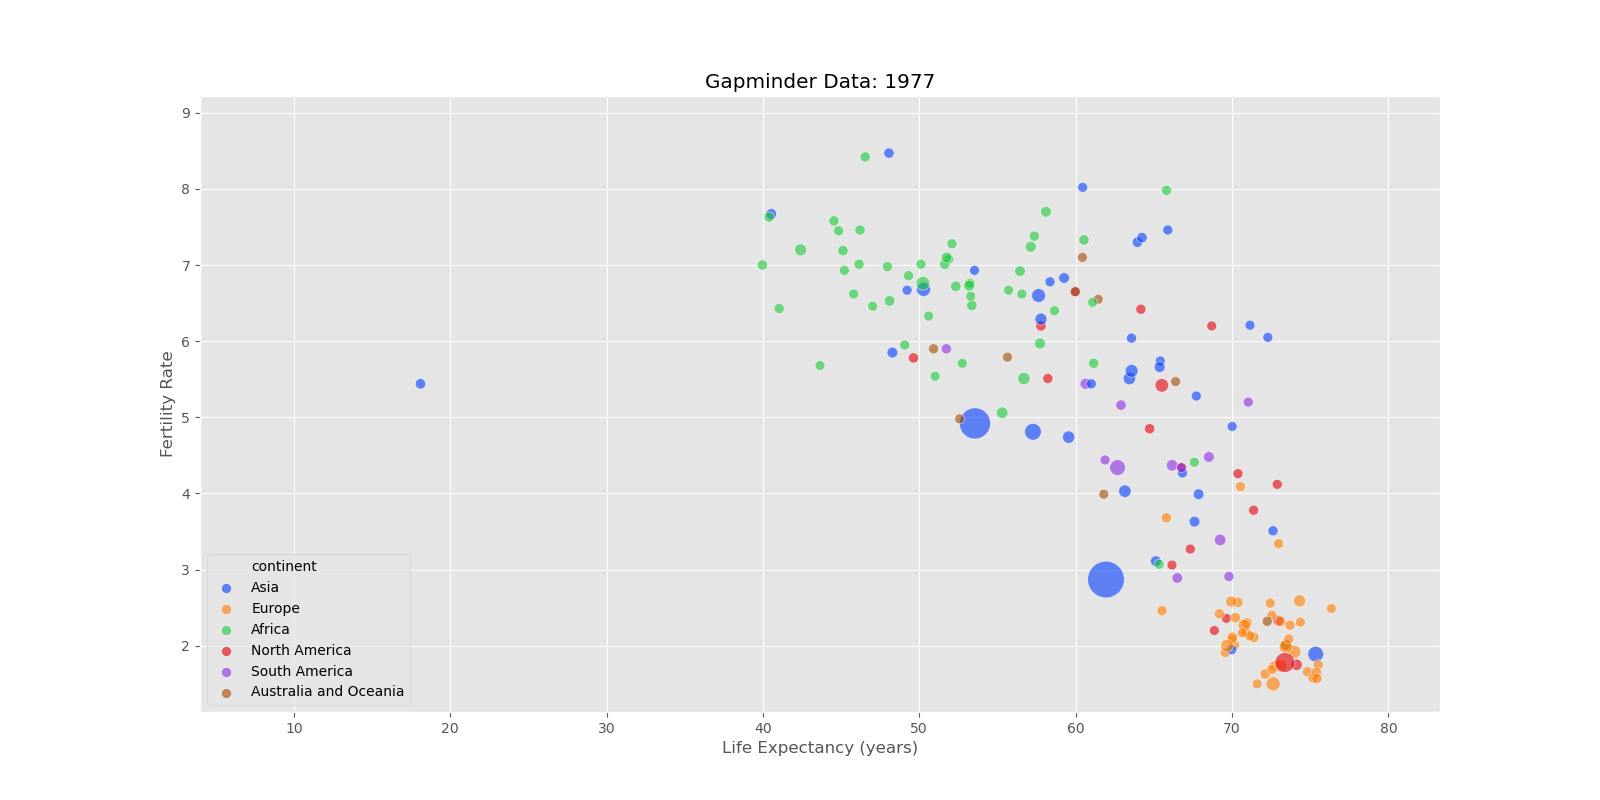 Gapminder Data: 1977
9
8
7
6
5
4
3
2
Fertility Rate
continent
Asia
Europe
Africa
North America
South America
Australia and Oceania
10 20 30 40 50 60 70 80
Life Expectancy (years)